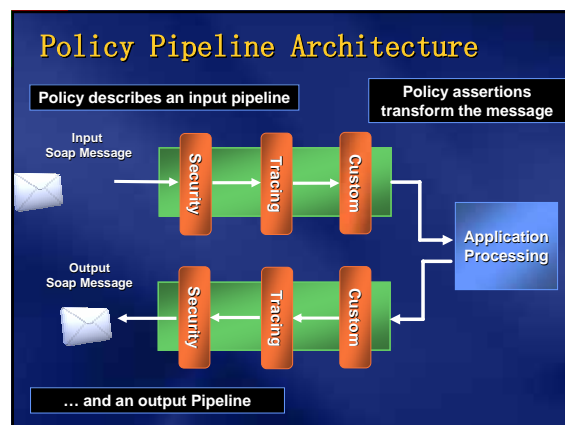 Policy Pipeline Architecture
Policy describes an input pipeline
Policy assertions
transform the message
Input
Soap Message
Security
Tracing
Custom
Application
Processing
Output
Soap Message
Security
Tracing
Custom
… and an output Pipeline